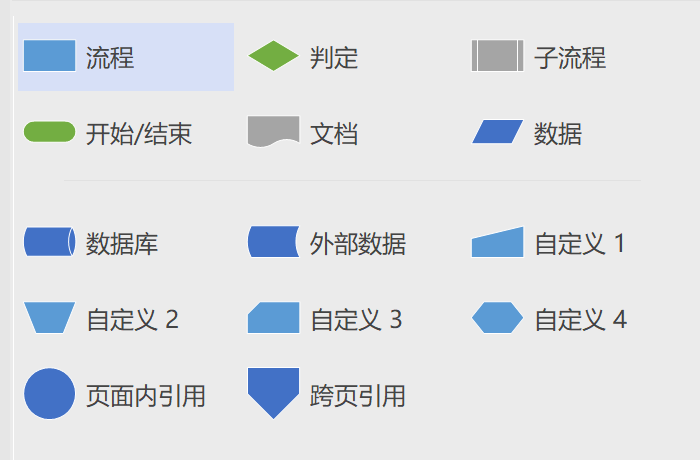 流程 判定 子流程
开始/结束 文档 数据
数据库 外部数据 自定义 1
自定义 2 自定义 3 自定义 4
页面内引用 跨页引用